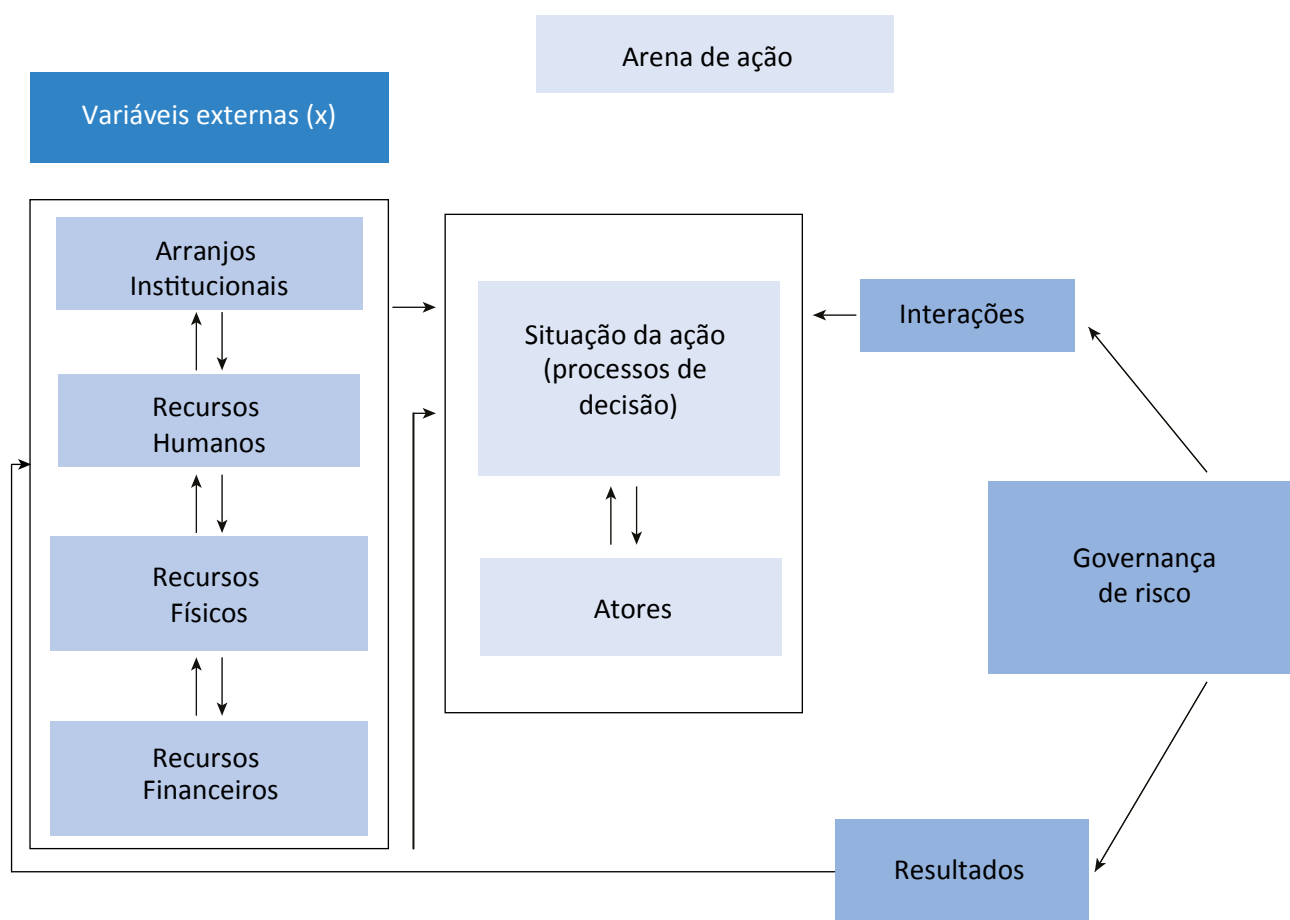 Arena de ação
Variáveis externas (x)
Arranjos
Institucionais
Recursos
Humanos
Recursos
Físicos
Recursos
Financeiros
Situação da ação
(processos de
decisão)
Atores
Interações
Governança
de risco
Resultados